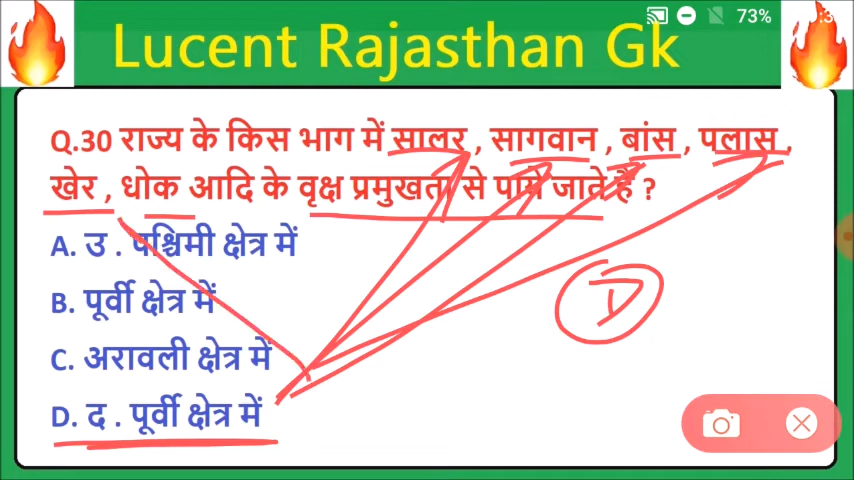 73%
Lucent Rajasthan Gk
Q.30 राज्य के किस भाग में सालर , सागवान , बांस , पलास ,
खेर , धोक आदि के वृक्ष प्रमुखता से पाये जाते हैं ?
A. उ . पश्चिमी क्षेत्र में
B. पूर्वी क्षेत्र में
C. अरावली क्षेत्र में
D. द . पूर्वी क्षेत्र में
D